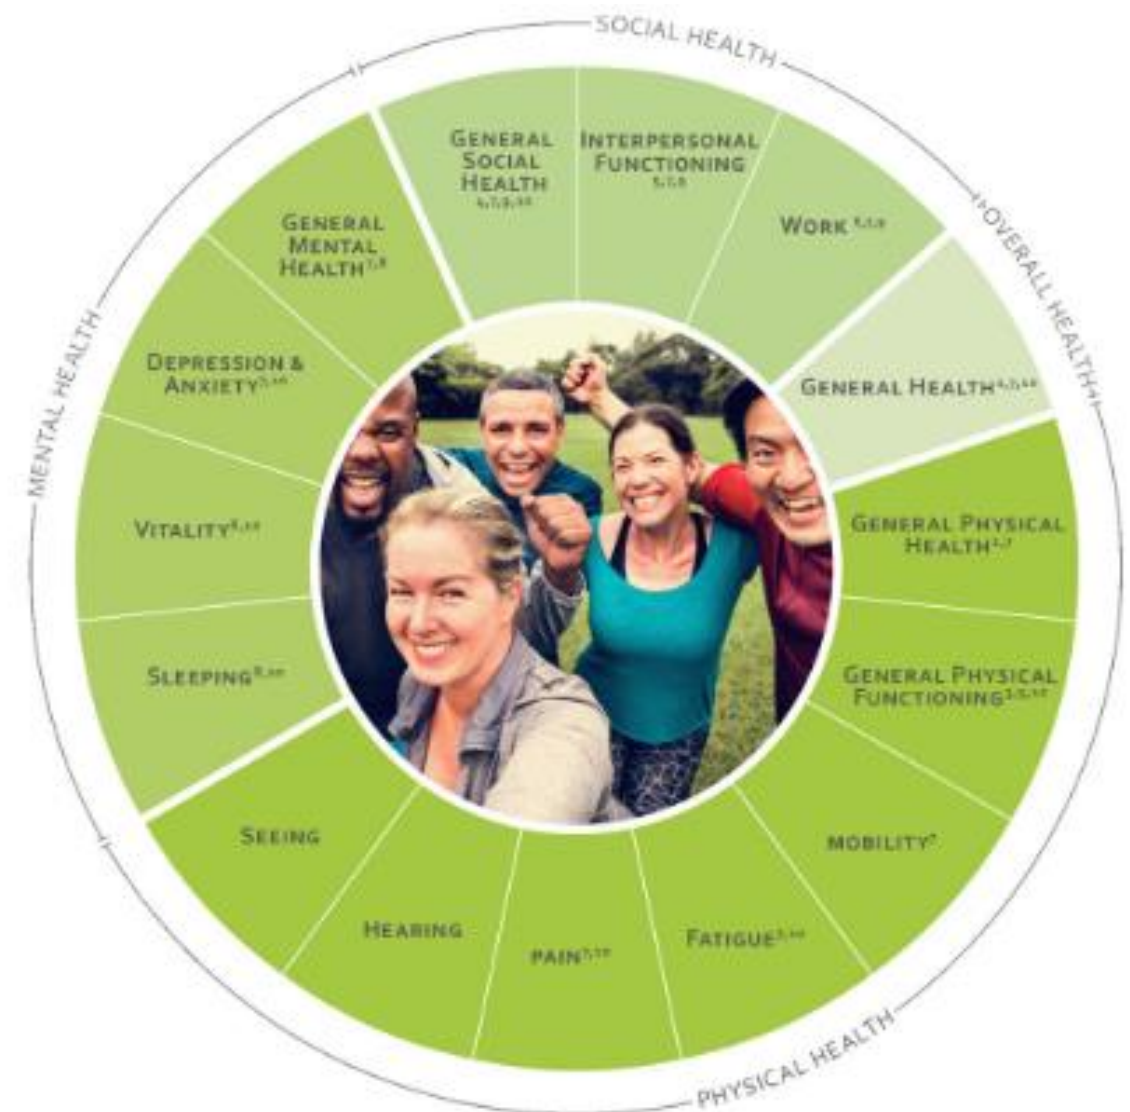 SOCIAL HEALTH
OVERALL HEALTH
PHYSICAL HEALTH
MENTAL HEALTH
GENERAL
SOCIAL
HEALTH
INTERPERSONAL
FUNCTIONING
WORK
GENERAL HEALTH
GENERAL PHYSICAL
HEALTH
GENERAL PHYSICAL
FUNCTIONING
MOBILITY
FATIGUE
PAIN
HEARING
SEEING
SLEEPING
VITALITY
DEPRESSION &
ANXIETY
GENERAL
MENTAL
HEALTH